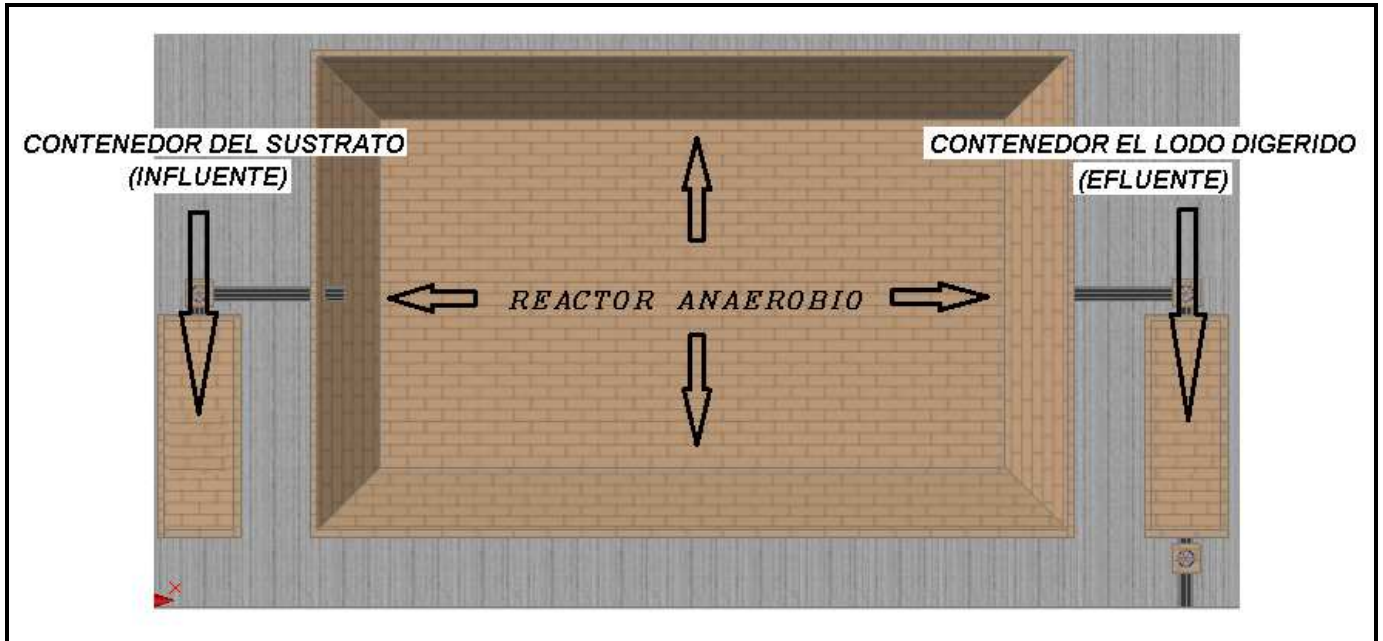 CONTENEDOR DEL SUSTRATO
(INFLUENTE)
CONTENEDOR EL LODO DIGERIDO
(EFLUENTE)
REACTOR ANAEROBIO